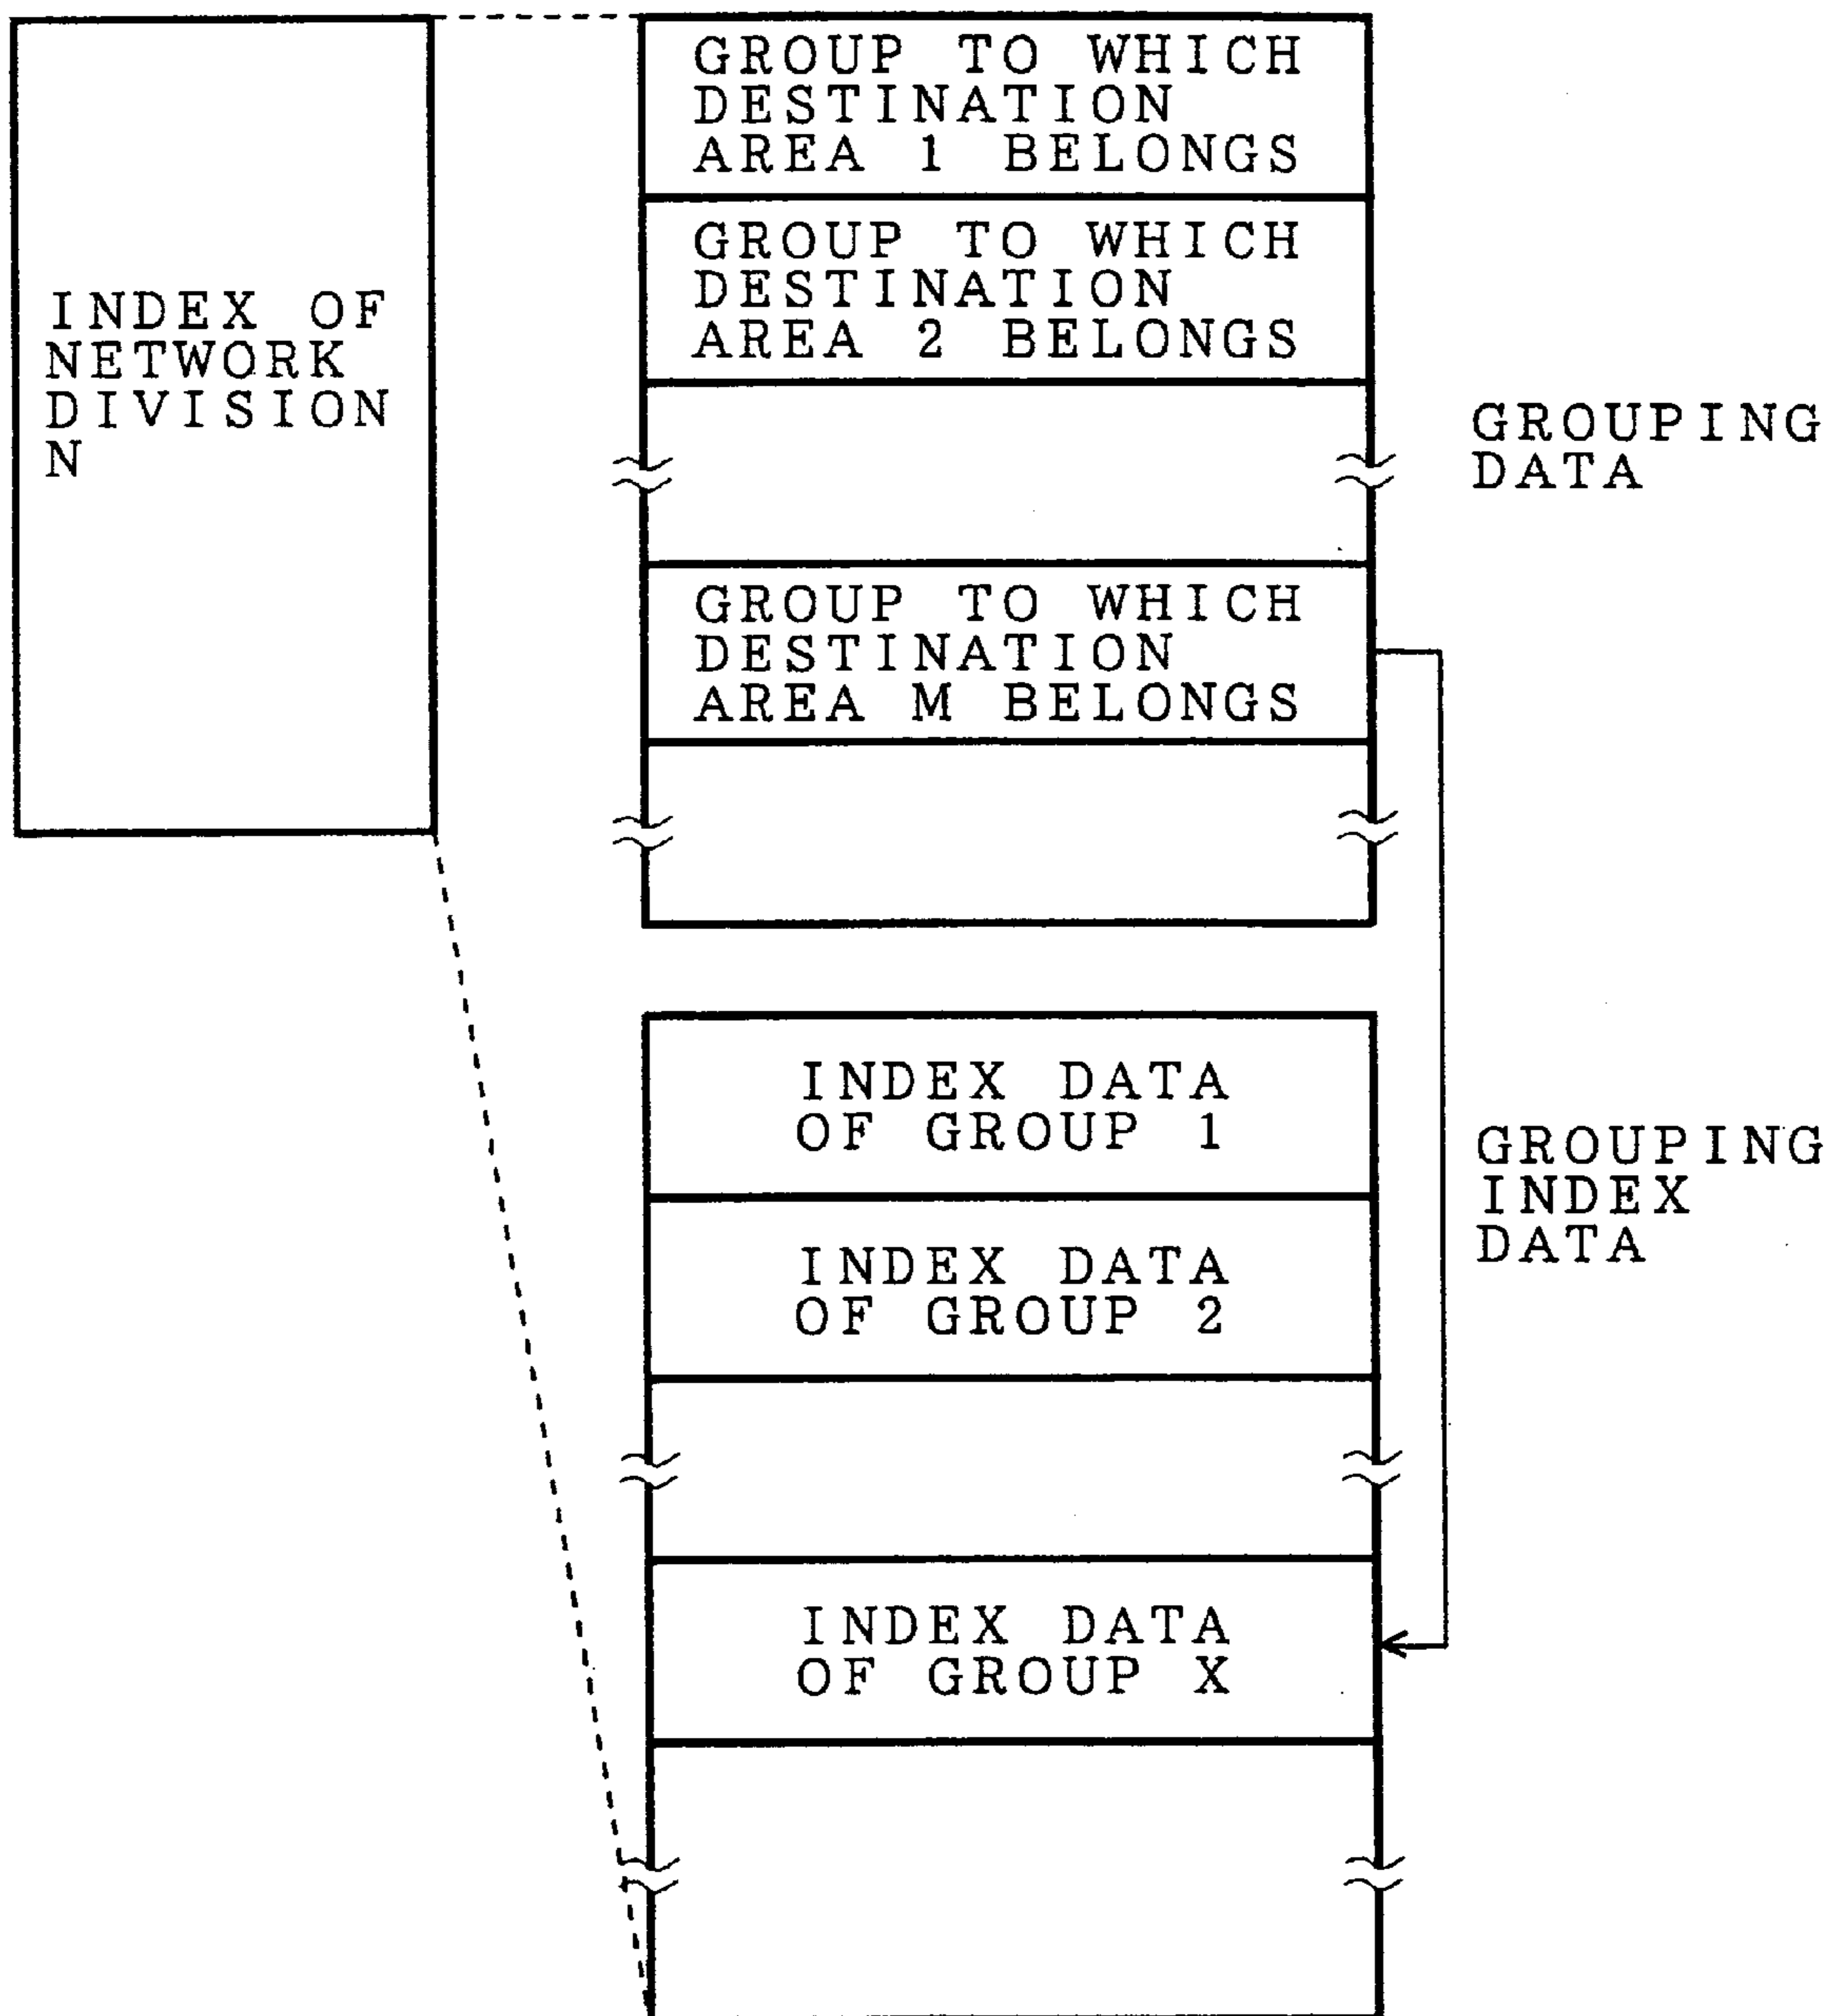 INDEX OF
NETWORK
DIVISION
N
GROUP TO WHICH
DESTINATION
AREA 1 BELONGS
GROUP TO WHICH
DESTINATION
AREA 2 BELONGS
GROUPING
DATA
GROUP TO WHICH
DESTINATION
AREA M BELONGS
INDEX DATA
OF GROUP 1
GROUPING
INDEX
DATA
INDEX DATA
OF GROUP 2
INDEX DATA
OF GROUP X